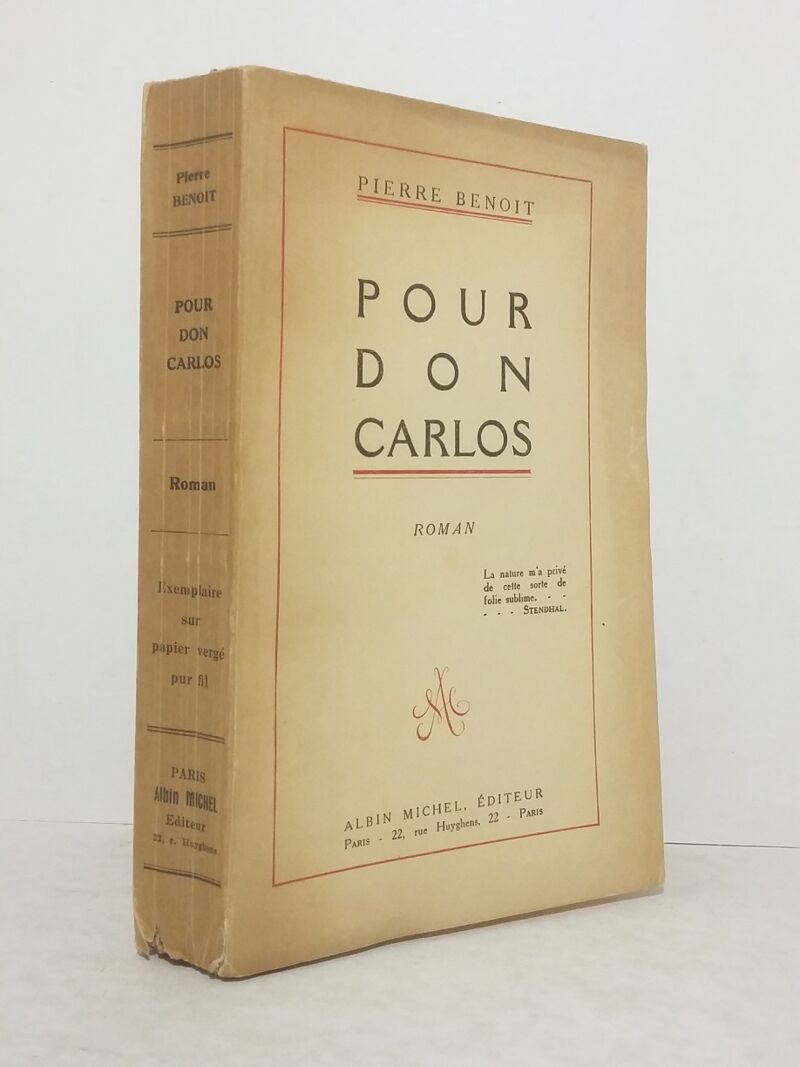 Pierre
BENOIT
POUR
DON
CARLOS
Roman
Exemplaire
sur
papier vergé
pur fil
PARIS
Albin MICHEL
Editeur
22, r. Huyghens
PIERRE BENOIT
POUR
DON
CARLOS
ROMAN
La nature m'a privé
de cette sorte de
folie sublime. - -
- - - STENDHAL.
AM
ALBIN MICHEL, ÉDITEUR
PARIS - 22, rue Huyghens, 22 - PARIS